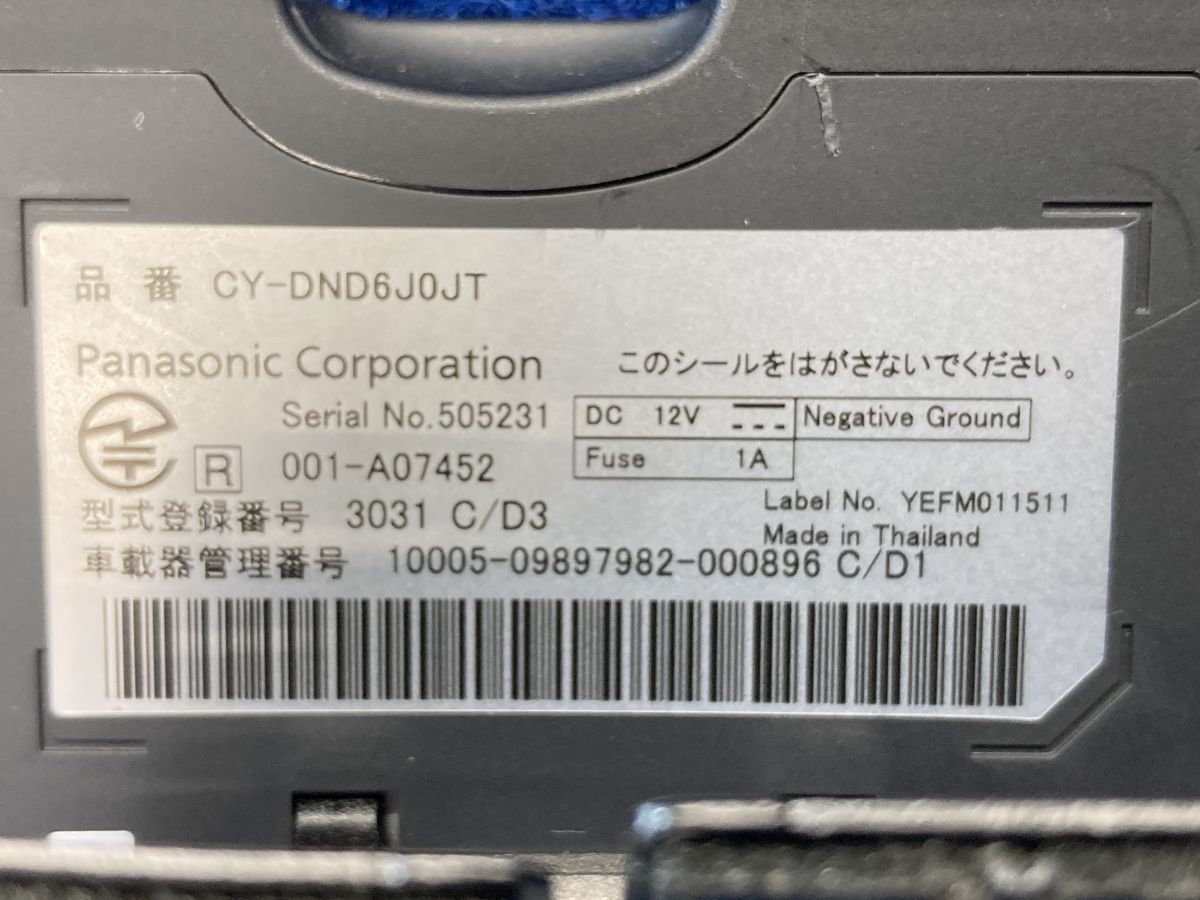 品 番 CY-DND6J0JT
Panasonic Corporation
このシールをはがさないでください。
Serial No.505231
DC 12V
Negative Ground
Fuse 1A
R 001-A07452
型式登録番号 3031 C/D3
Label No. YEFM011511
Made in Thailand
車載器管理番号 10005-09897982-000896 C/D1